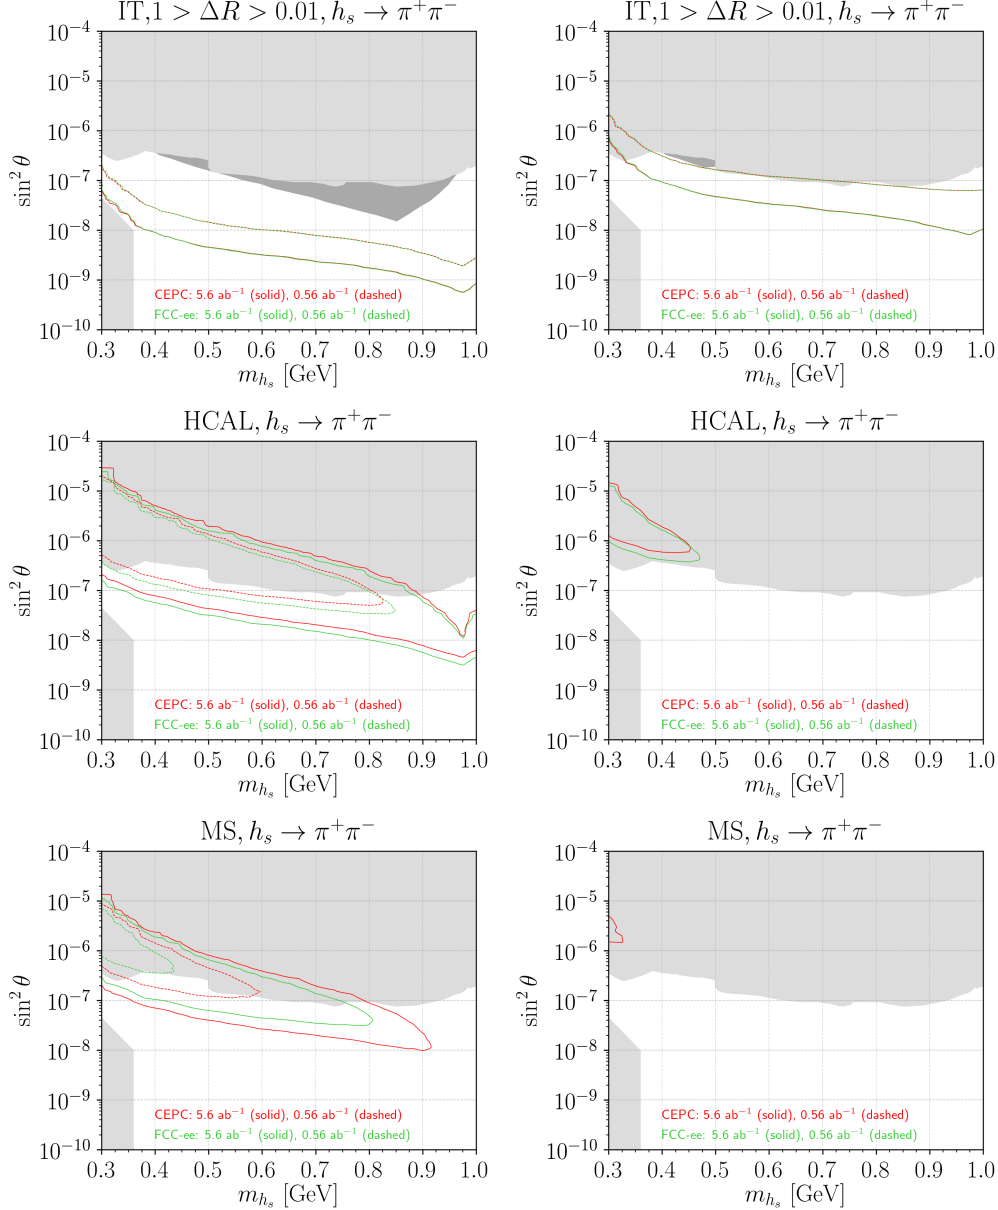 IT, 1 > ΔR > 0.01, h_s → π⁺π⁻
10⁻⁴
10⁻⁵
10⁻⁶
10⁻⁷
10⁻⁸
10⁻⁹
10⁻¹⁰
sin² θ
CEPC: 5.6 ab⁻¹ (solid), 0.56 ab⁻¹ (dashed)
FCC-ee: 5.6 ab⁻¹ (solid), 0.56 ab⁻¹ (dashed)
0.3 0.4 0.5 0.6 0.7 0.8 0.9 1.0
m_{h_s} [GeV]
IT, 1 > ΔR > 0.01, h_s → π⁺π⁻
10⁻⁴
10⁻⁵
10⁻⁶
10⁻⁷
10⁻⁸
10⁻⁹
10⁻¹⁰
sin² θ
CEPC: 5.6 ab⁻¹ (solid), 0.56 ab⁻¹ (dashed)
FCC-ee: 5.6 ab⁻¹ (solid), 0.56 ab⁻¹ (dashed)
0.3 0.4 0.5 0.6 0.7 0.8 0.9 1.0
m_{h_s} [GeV]
HCAL, h_s → π⁺π⁻
10⁻⁴
10⁻⁵
10⁻⁶
10⁻⁷
10⁻⁸
10⁻⁹
10⁻¹⁰
sin² θ
CEPC: 5.6 ab⁻¹ (solid), 0.56 ab⁻¹ (dashed)
FCC-ee: 5.6 ab⁻¹ (solid), 0.56 ab⁻¹ (dashed)
0.3 0.4 0.5 0.6 0.7 0.8 0.9 1.0
m_{h_s} [GeV]
HCAL, h_s → π⁺π⁻
10⁻⁴
10⁻⁵
10⁻⁶
10⁻⁷
10⁻⁸
10⁻⁹
10⁻¹⁰
sin² θ
CEPC: 5.6 ab⁻¹ (solid), 0.56 ab⁻¹ (dashed)
FCC-ee: 5.6 ab⁻¹ (solid), 0.56 ab⁻¹ (dashed)
0.3 0.4 0.5 0.6 0.7 0.8 0.9 1.0
m_{h_s} [GeV]
MS, h_s → π⁺π⁻
10⁻⁴
10⁻⁵
10⁻⁶
10⁻⁷
10⁻⁸
10⁻⁹
10⁻¹⁰
sin² θ
CEPC: 5.6 ab⁻¹ (solid), 0.56 ab⁻¹ (dashed)
FCC-ee: 5.6 ab⁻¹ (solid), 0.56 ab⁻¹ (dashed)
0.3 0.4 0.5 0.6 0.7 0.8 0.9 1.0
m_{h_s} [GeV]
MS, h_s → π⁺π⁻
10⁻⁴
10⁻⁵
10⁻⁶
10⁻⁷
10⁻⁸
10⁻⁹
10⁻¹⁰
sin² θ
CEPC: 5.6 ab⁻¹ (solid), 0.56 ab⁻¹ (dashed)
FCC-ee: 5.6 ab⁻¹ (solid), 0.56 ab⁻¹ (dashed)
0.3 0.4 0.5 0.6 0.7 0.8 0.9 1.0
m_{h_s} [GeV]